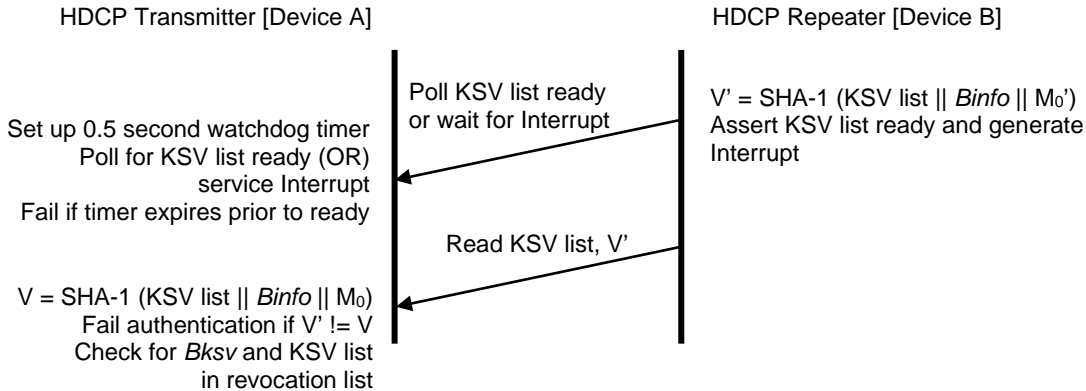 HDCP Transmitter [Device A]
HDCP Repeater [Device B]
Poll KSV list ready
or wait for Interrupt
V’ = SHA-1 (KSV list || Binfo || M₀’)
Assert KSV list ready and generate
Interrupt
Set up 0.5 second watchdog timer
Poll for KSV list ready (OR)
service Interrupt
Fail if timer expires prior to ready
Read KSV list, V’
V = SHA-1 (KSV list || Binfo || M₀)
Fail authentication if V’ != V
Check for Bksv and KSV list
in revocation list